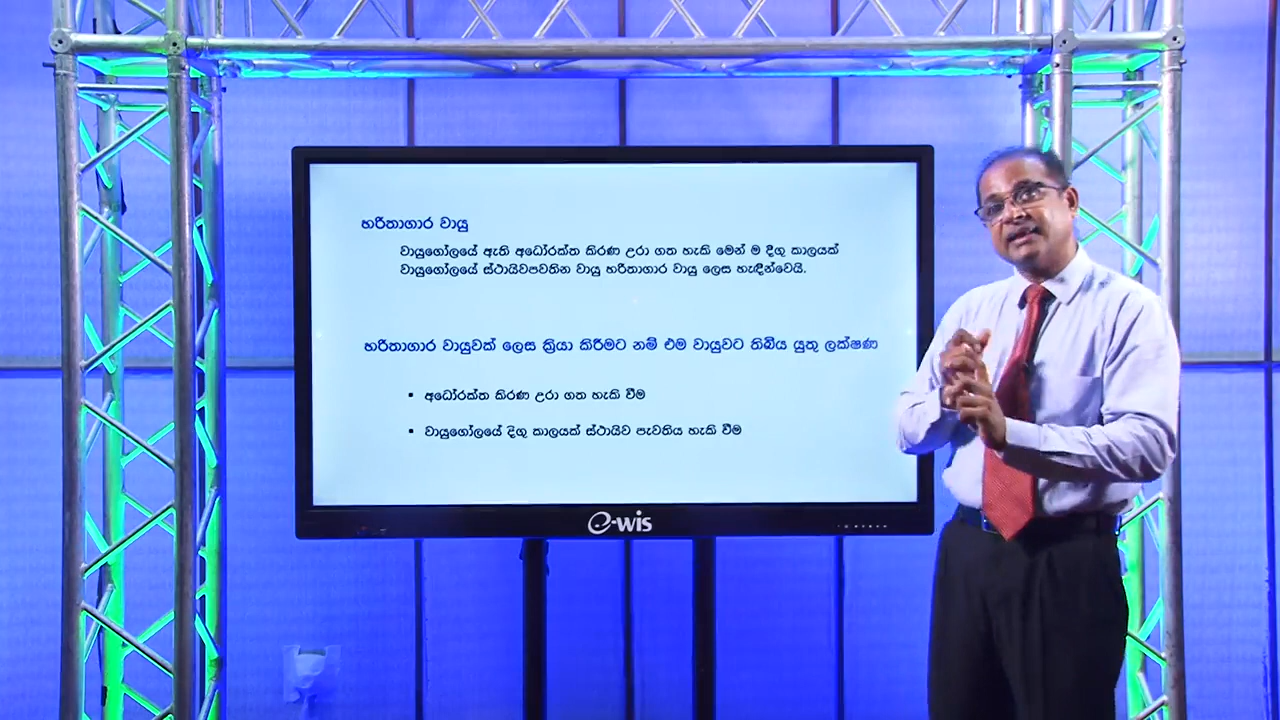 හරිතාගාර වායු
වායුගෝලයේ ඇති අධෝරක්ත කිරණ උරා ගත හැකි මෙන් ම දිගු කාලයක්
වායුගෝලයේ ස්ථායිවපවතින වායු හරිතාගාර වායු ලෙස හැඳින්වෙයි.
හරිතාගාර වායුවක් ලෙස ක්‍රියා කිරීමට නම් එම වායුවට තිබිය යුතු ලක්ෂණ
▪ අධෝරක්ත කිරණ උරා ගත හැකි වීම
▪ වායුගෝලයේ දිගු කාලයක් ස්ථායිව පැවතිය හැකි වීම
e-wis